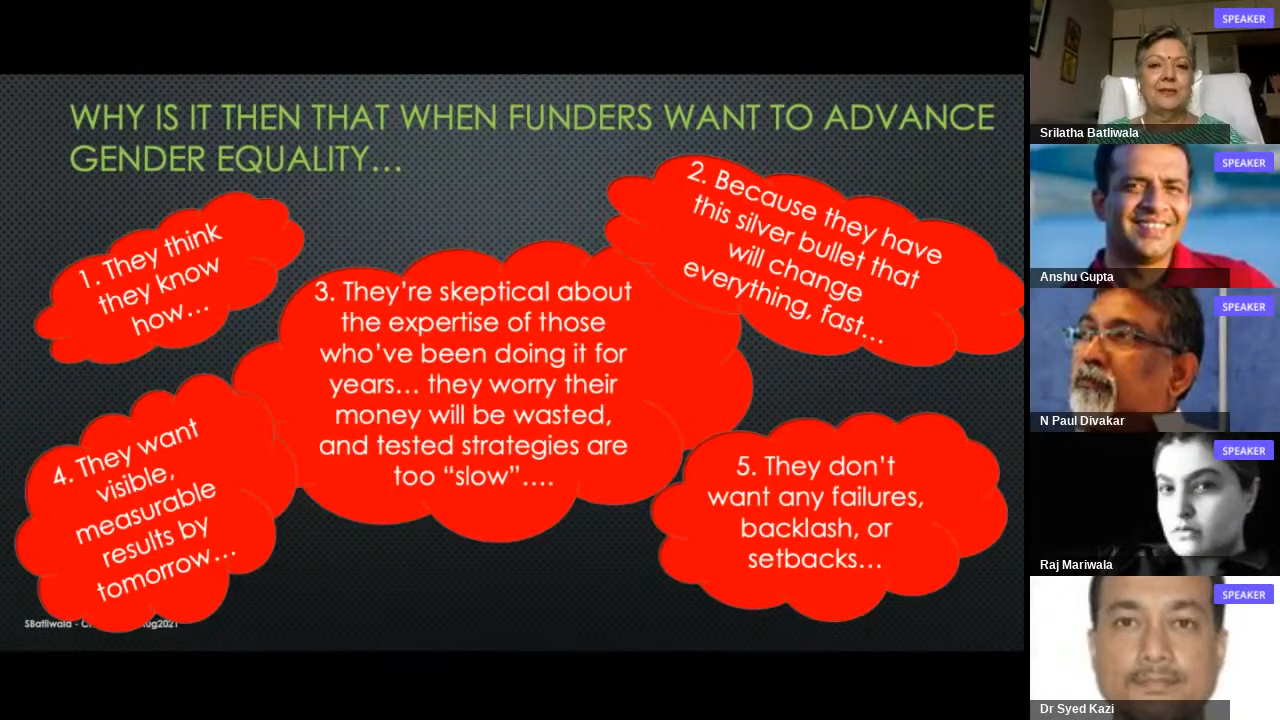 WHY IS IT THEN THAT WHEN FUNDERS WANT TO ADVANCE
GENDER EQUALITY...
1. They think
they know
how...
2. Because they have
this silver bullet that
will change
everything, fast...
3. They’re skeptical about
the expertise of those
who’ve been doing it for
years... they worry their
money will be wasted,
and tested strategies are
too “slow”....
4. They want
visible,
measurable
results by
tomorrow...
5. They don’t
want any failures,
backlash, or
setbacks...
SBatliwala -
SPEAKER
Srilatha Batliwala
SPEAKER
Anshu Gupta
SPEAKER
N Paul Divakar
SPEAKER
Raj Mariwala
SPEAKER
Dr Syed Kazi